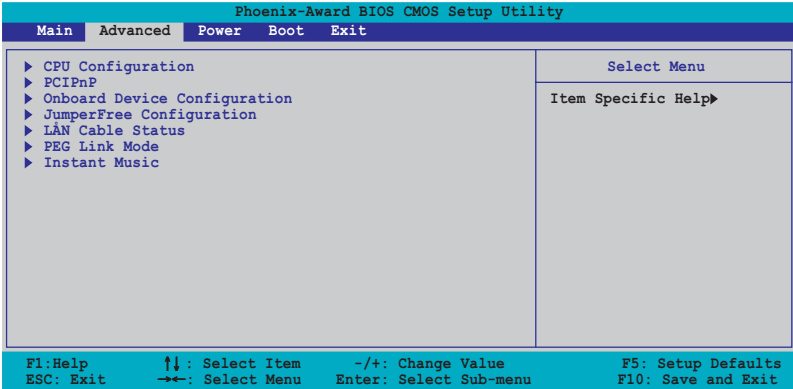 Phoenix-Award BIOS CMOS Setup Utility
Main Advanced Power Boot Exit
CPU Configuration
PCIPnP
Onboard Device Configuration
JumperFree Configuration
LÅN Cable Status
PEG Link Mode
Instant Music
Select Menu
Item Specific Help
F1:Help ↑↓: Select Item -/+: Change Value F5: Setup Defaults
ESC: Exit →←: Select Menu Enter: Select Sub-menu F10: Save and Exit